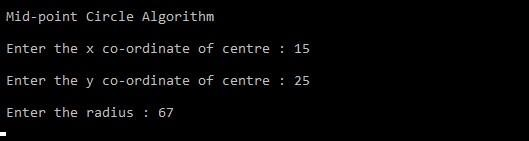 Mid-point Circle Algorithm
Enter the x co-ordinate of centre : 15
Enter the y co-ordinate of centre : 25
Enter the radius : 67